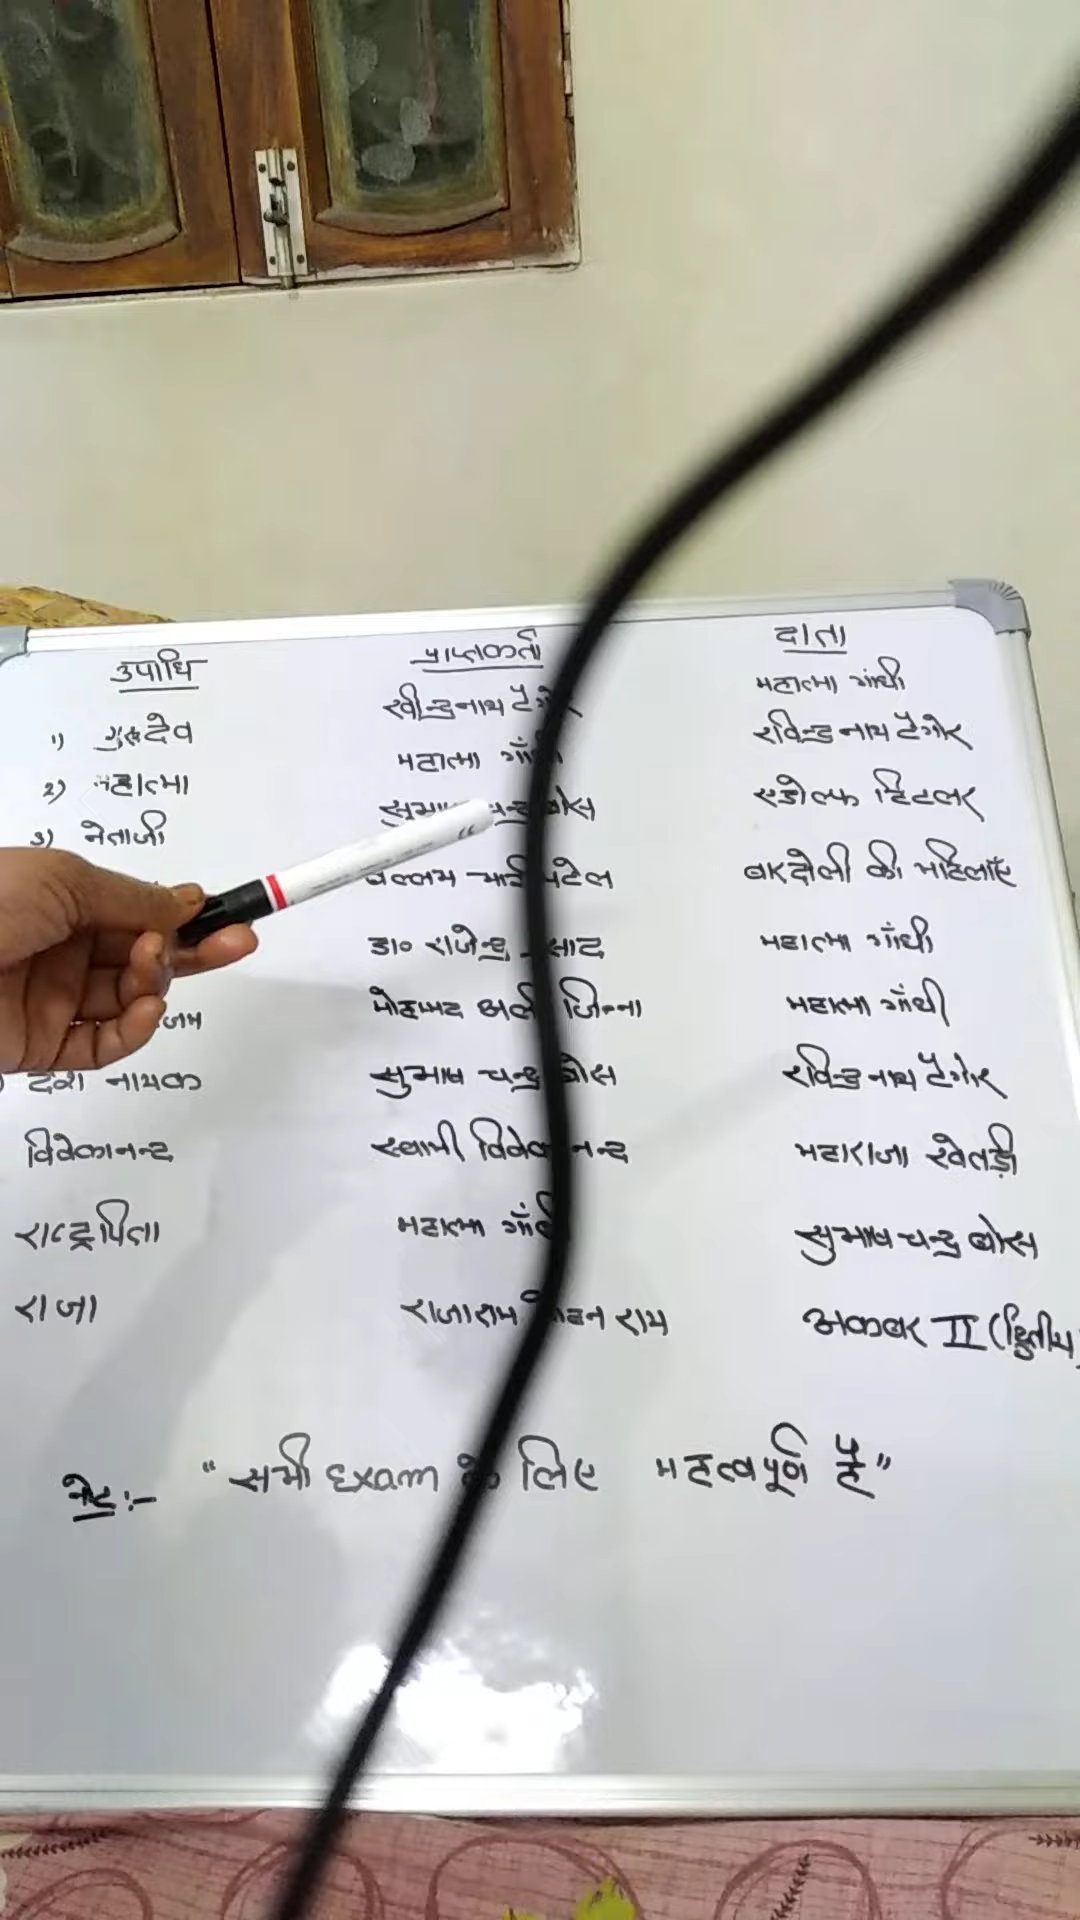 उपाधि प्राप्तकर्ता दाता
1) गुरुदेव रवीन्द्रनाथ महात्मा गांधी
2) महात्मा महात्मा रविन्द्र नाथ टैगोर
3) नेताजी एडोल्फ हिटलर
पटेल बारदोली की महिलाएं
डा० राजेन्द्र महात्मा गाँधी
मोहम्मद अली जिन्ना महात्मा गाँधी
देश नायक सुभाष चन्द्र बोस रविन्द्र नाथ टैगोर
विवेकानन्द स्वामी विवेकानन्द महाराजा खेतड़ी
राष्ट्रपिता महात्मा गाँधी सुभाष चन्द्र बोस
राजा राजाराम मोहन राय अकबर II (द्वितीय)
नोट:- "सभी Exam के लिए महत्वपूर्ण है"